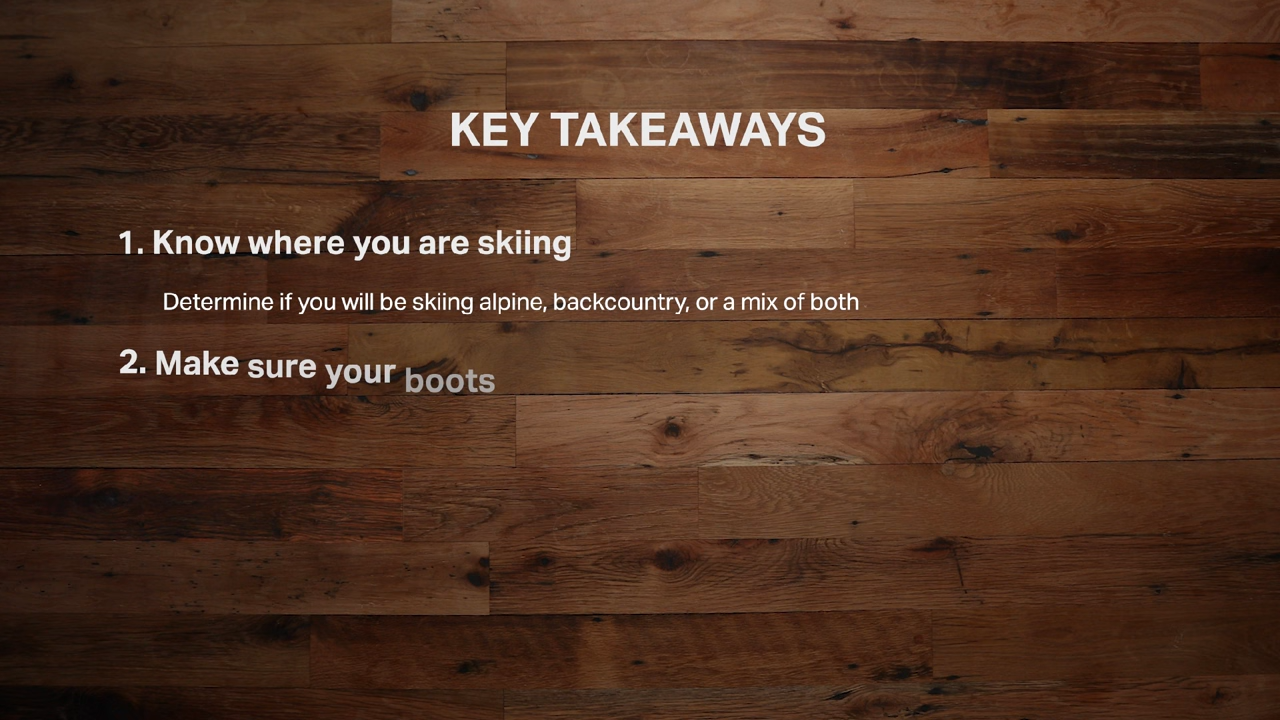 KEY TAKEAWAYS
1. Know where you are skiing
Determine if you will be skiing alpine, backcountry, or a mix of both
2. Make sure your boots